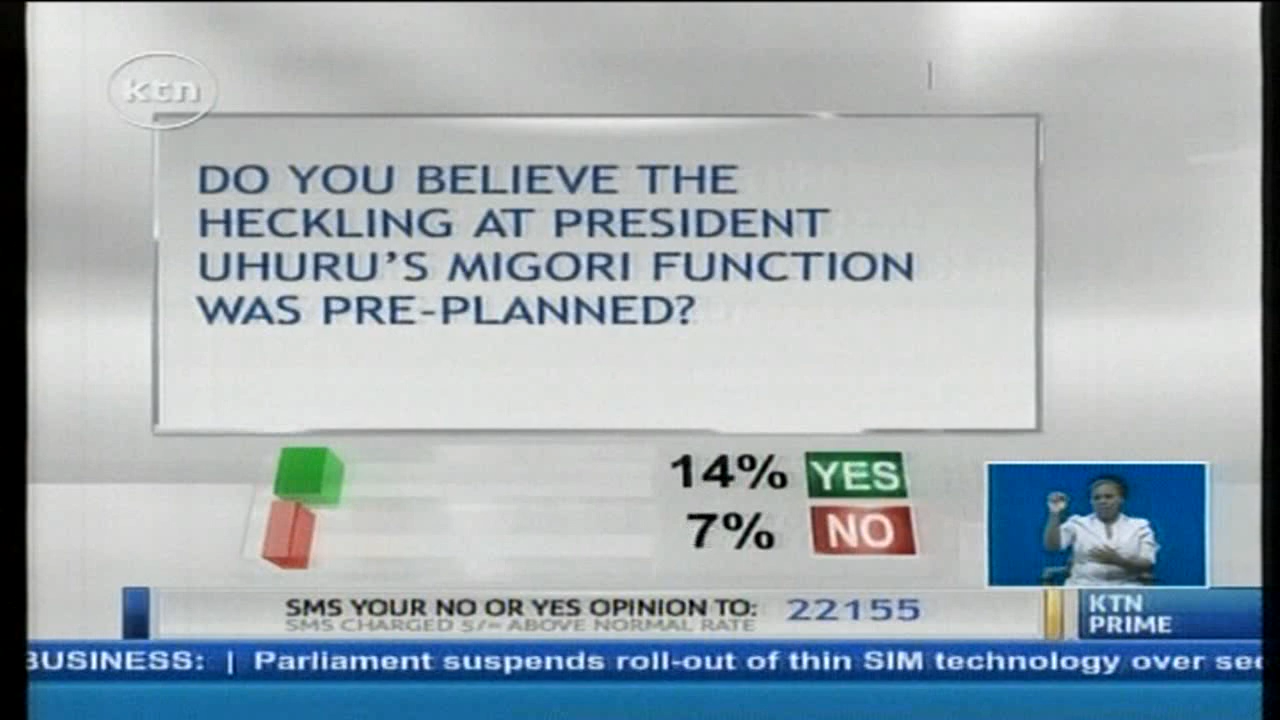 ktn
DO YOU BELIEVE THE
HECKLING AT PRESIDENT
UHURU'S MIGORI FUNCTION
WAS PRE-PLANNED?
14% YES
7% NO
SMS YOUR NO OR YES OPINION TO: 22155
SMS CHARGED 5/= ABOVE NORMAL RATE
KTN
PRIME
BUSINESS: | Parliament suspends roll-out of thin SIM technology over sec